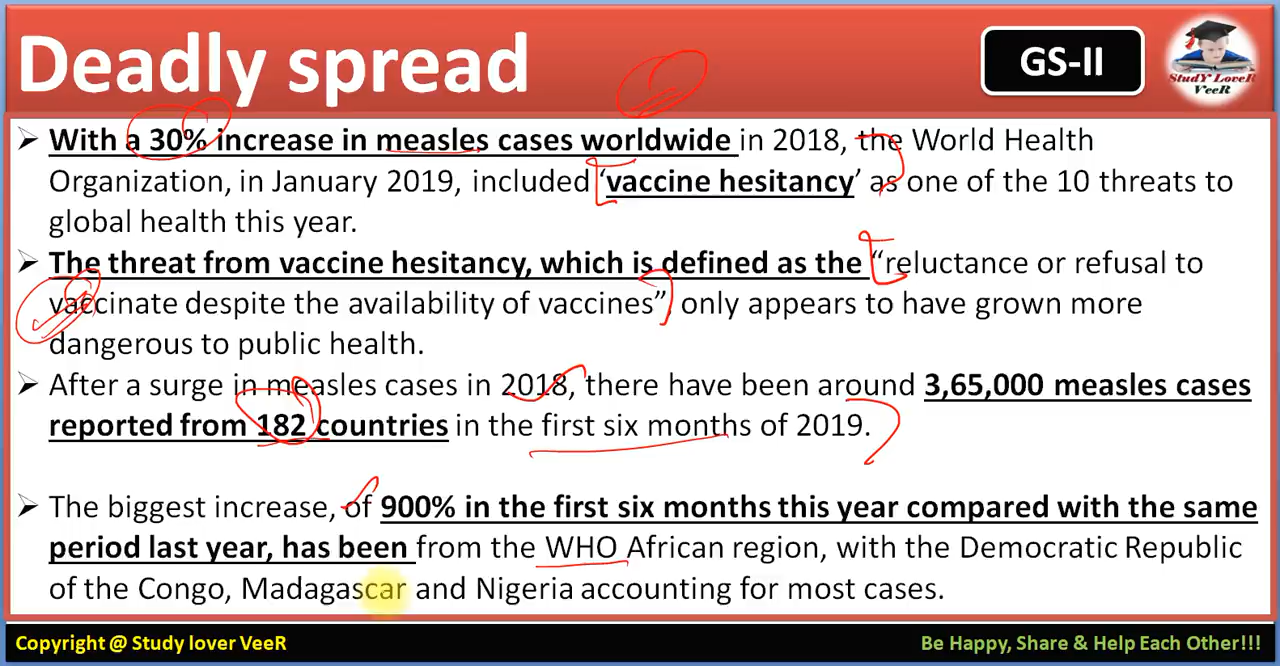 Deadly spread
GS-II
StudY LoveR
VeeR
➢ With a 30% increase in measles cases worldwide in 2018, the World Health
Organization, in January 2019, included ‘vaccine hesitancy’ as one of the 10 threats to
global health this year.
➢ The threat from vaccine hesitancy, which is defined as the “reluctance or refusal to
vaccinate despite the availability of vaccines”, only appears to have grown more
dangerous to public health.
➢ After a surge in measles cases in 2018, there have been around 3,65,000 measles cases
reported from 182 countries in the first six months of 2019.
➢ The biggest increase, of 900% in the first six months this year compared with the same
period last year, has been from the WHO African region, with the Democratic Republic
of the Congo, Madagascar and Nigeria accounting for most cases.
Copyright @ Study lover VeeR
Be Happy, Share & Help Each Other!!!